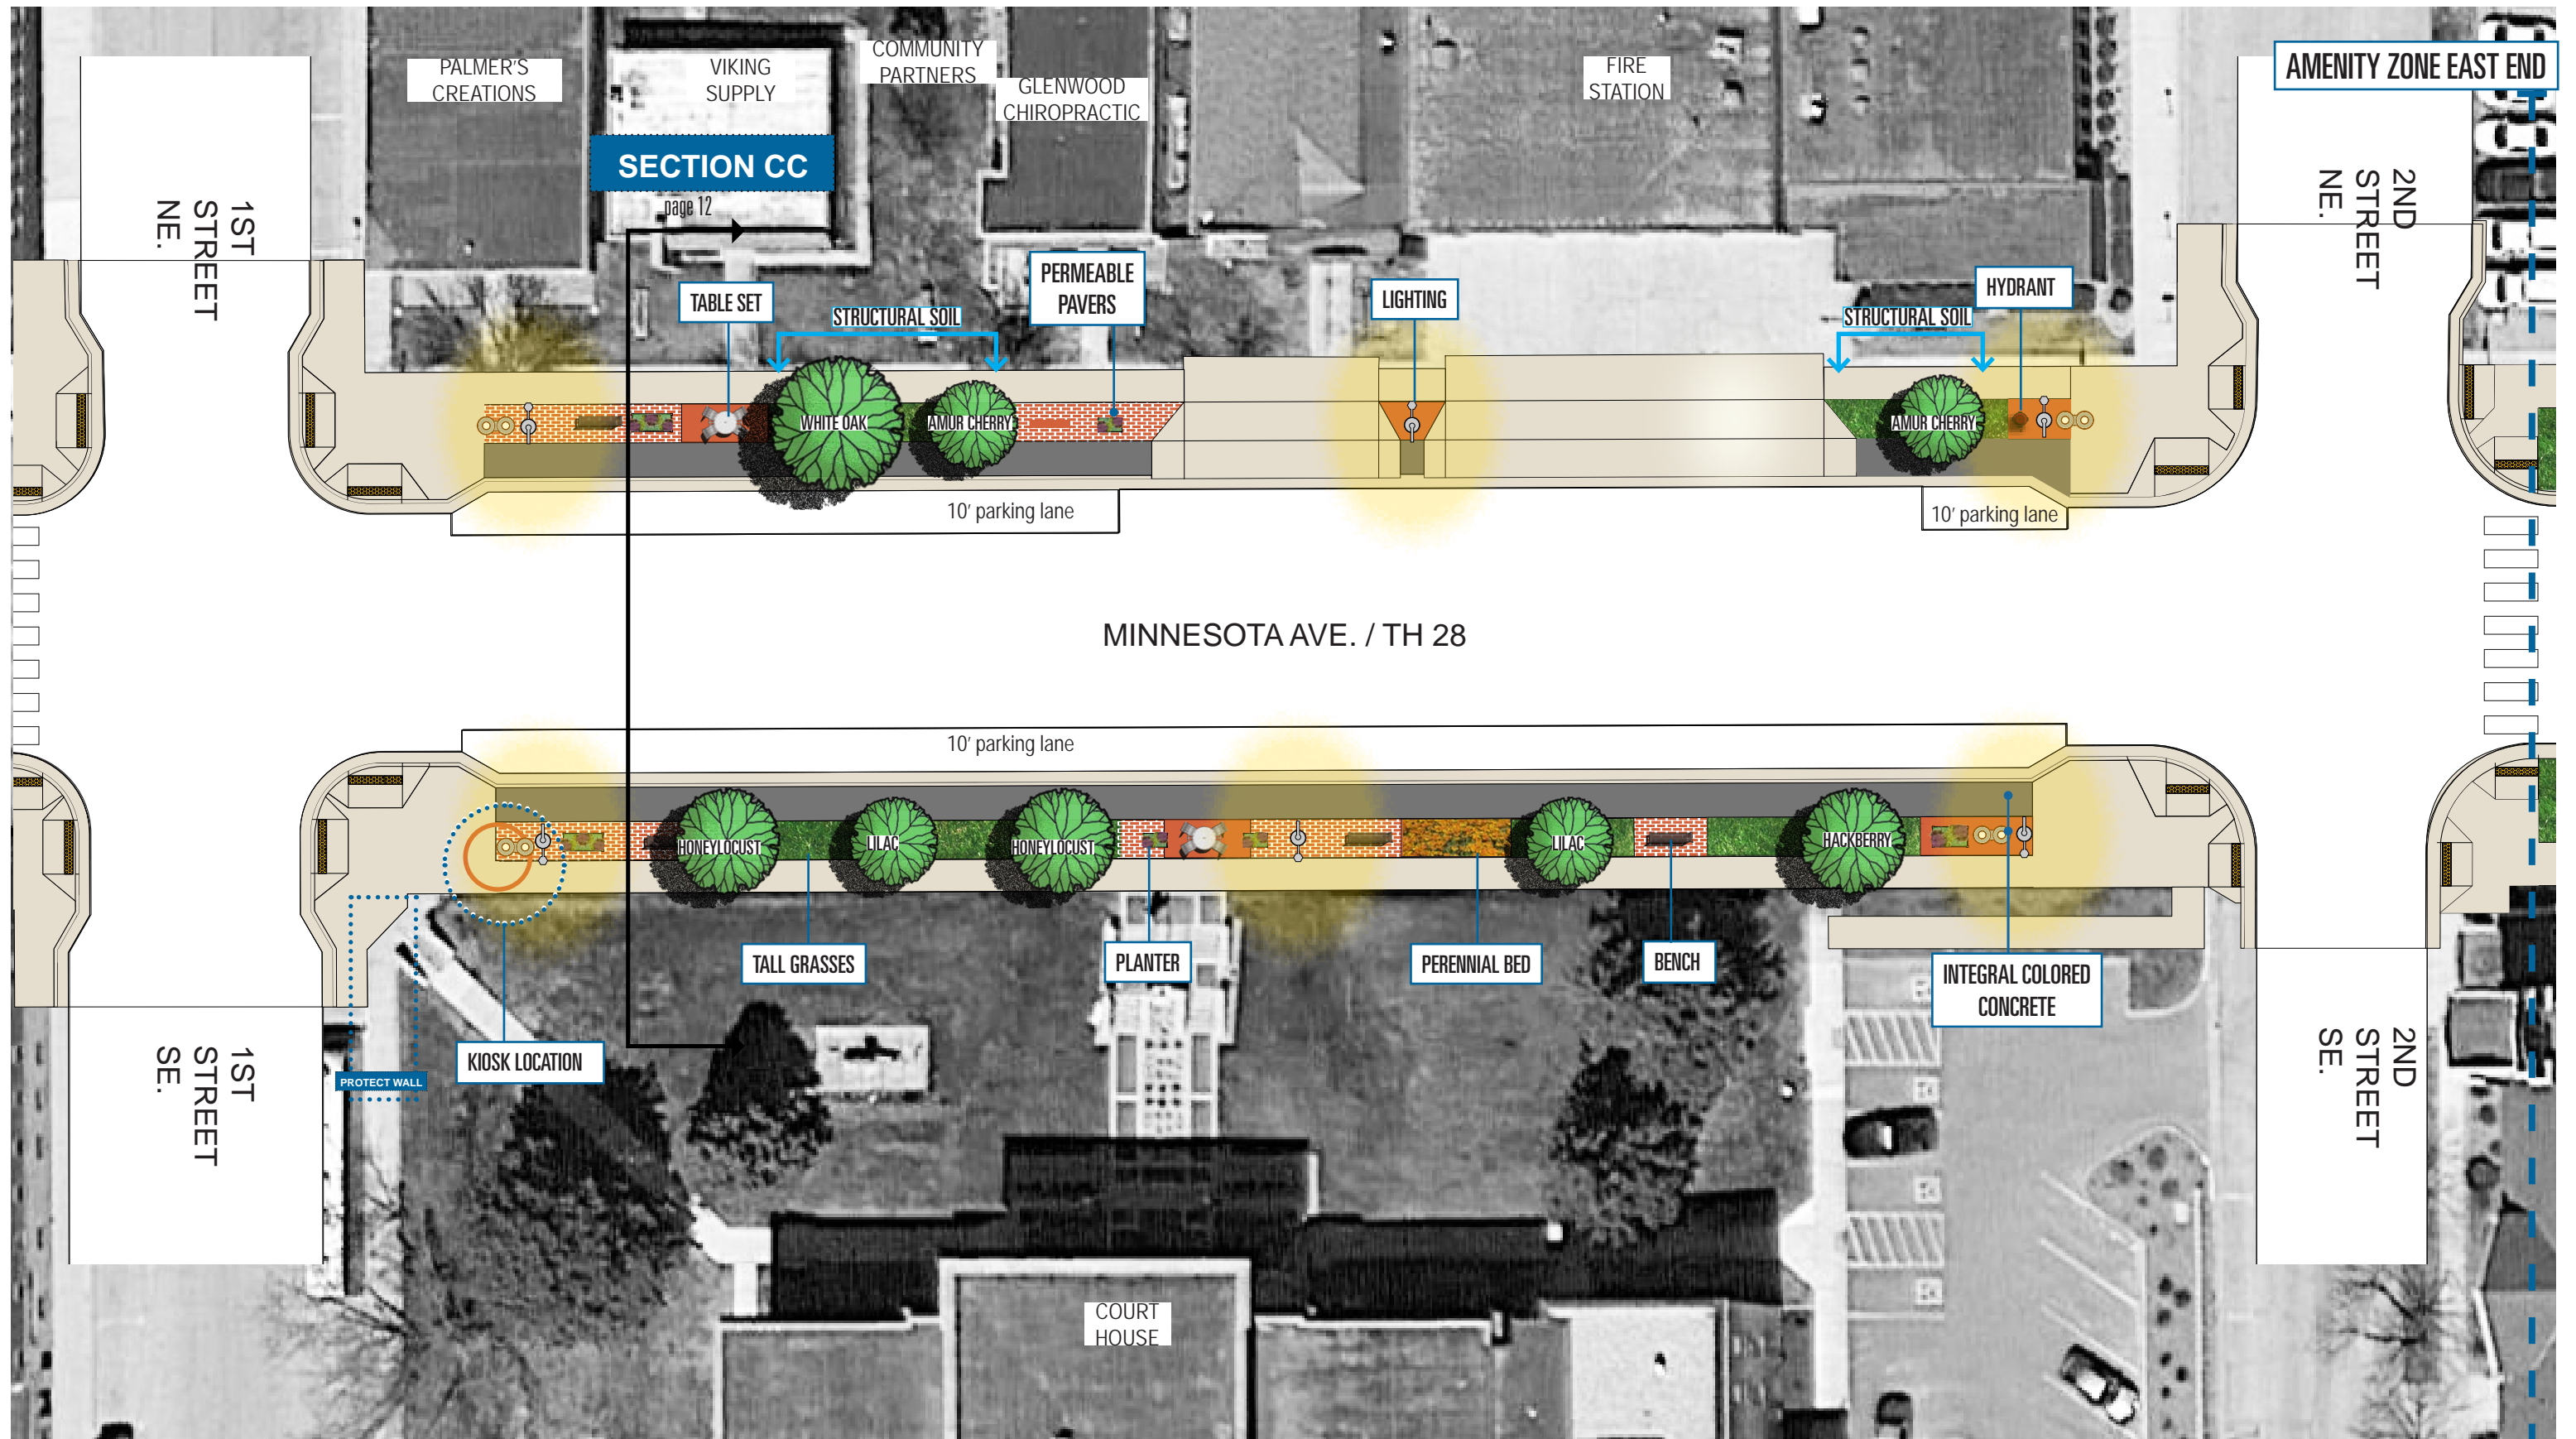 AMENITY ZONE EAST END
PALMER'S
CREATIONS
VIKING
SUPPLY
COMMUNITY
PARTNERS
GLENWOOD
CHIROPRACTIC
FIRE
STATION
SECTION CC
page 12
1ST
STREET
NE.
2ND
STREET
NE.
TABLE SET
STRUCTURAL SOIL
PERMEABLE
PAVERS
LIGHTING
STRUCTURAL SOIL
HYDRANT
WHITE OAK
AMUR CHERRY
AMUR CHERRY
10' parking lane
10' parking lane
MINNESOTA AVE. / TH 28
10' parking lane
HONEYLOCUST
LILAC
HONEYLOCUST
LILAC
HACKBERRY
TALL GRASSES
PLANTER
PERENNIAL BED
BENCH
INTEGRAL COLORED
CONCRETE
KIOSK LOCATION
PROTECT WALL
1ST
STREET
SE.
2ND
STREET
SE.
COURT
HOUSE